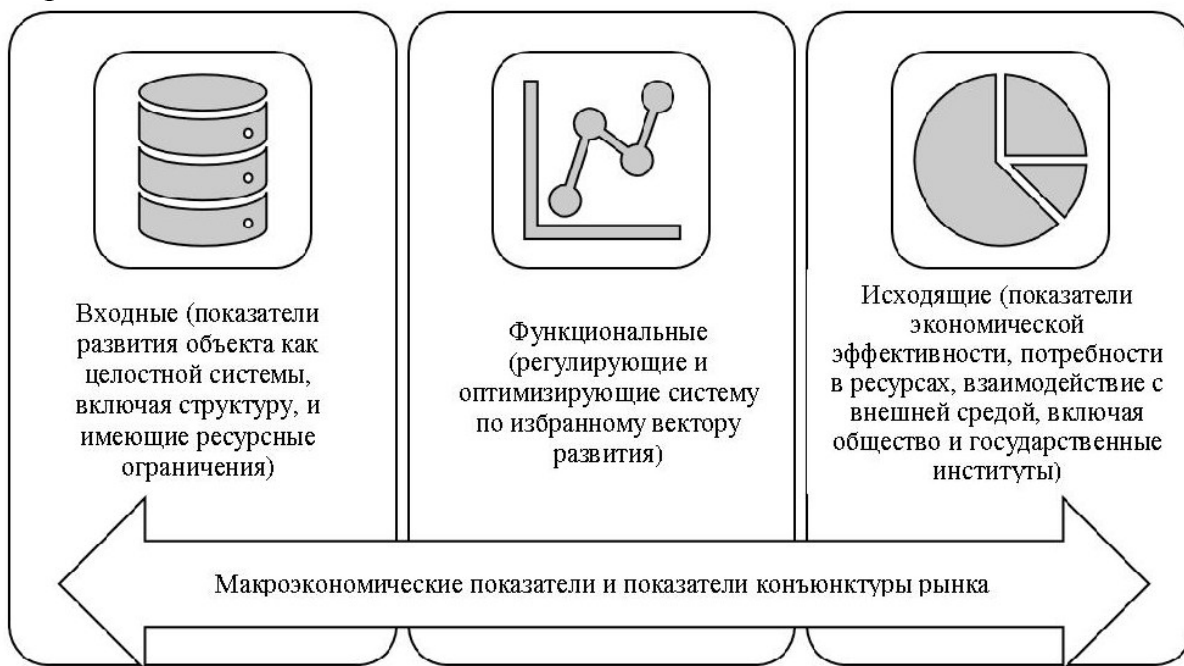 Входные (показатели
развития объекта как
целостной системы,
включая структуру, и
имеющие ресурсные
ограничения)
Функциональные
(регулирующие и
оптимизирующие систему
по избранному вектору
развития)
Исходящие (показатели
экономической
эффективности, потребности
в ресурсах, взаимодействие с
внешней средой, включая
общество и государственные
институты)
Макроэкономические показатели и показатели конъюнктуры рынка